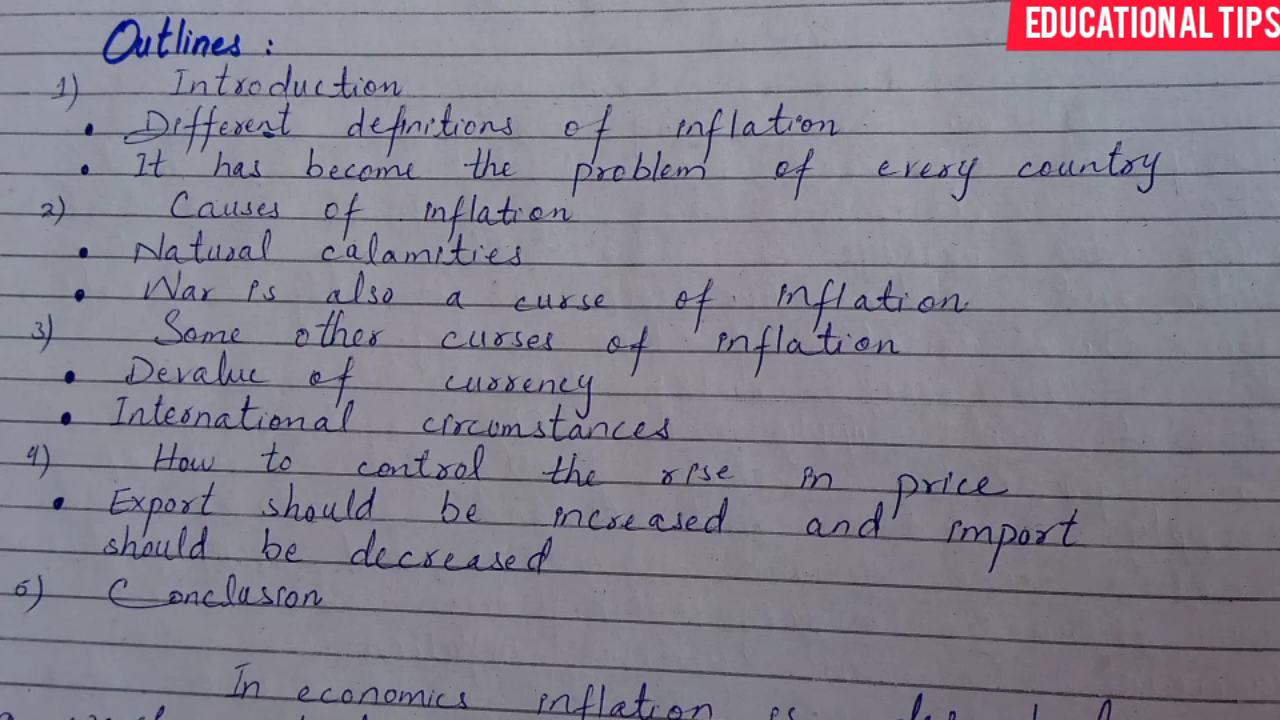 EDUCATIONAL TIPS
Outlines :
1) Introduction
• Different definitions of inflation
• It has become the problem of every country
2) Causes of inflation
• Natural calamities
• War is also a curse of inflation
3) Some other curses of inflation
• Devalue of currency
• International circumstances
4) How to control the rise in price
• Export should be increased and import
should be decreased
5) Conclusion
In economics inflation is